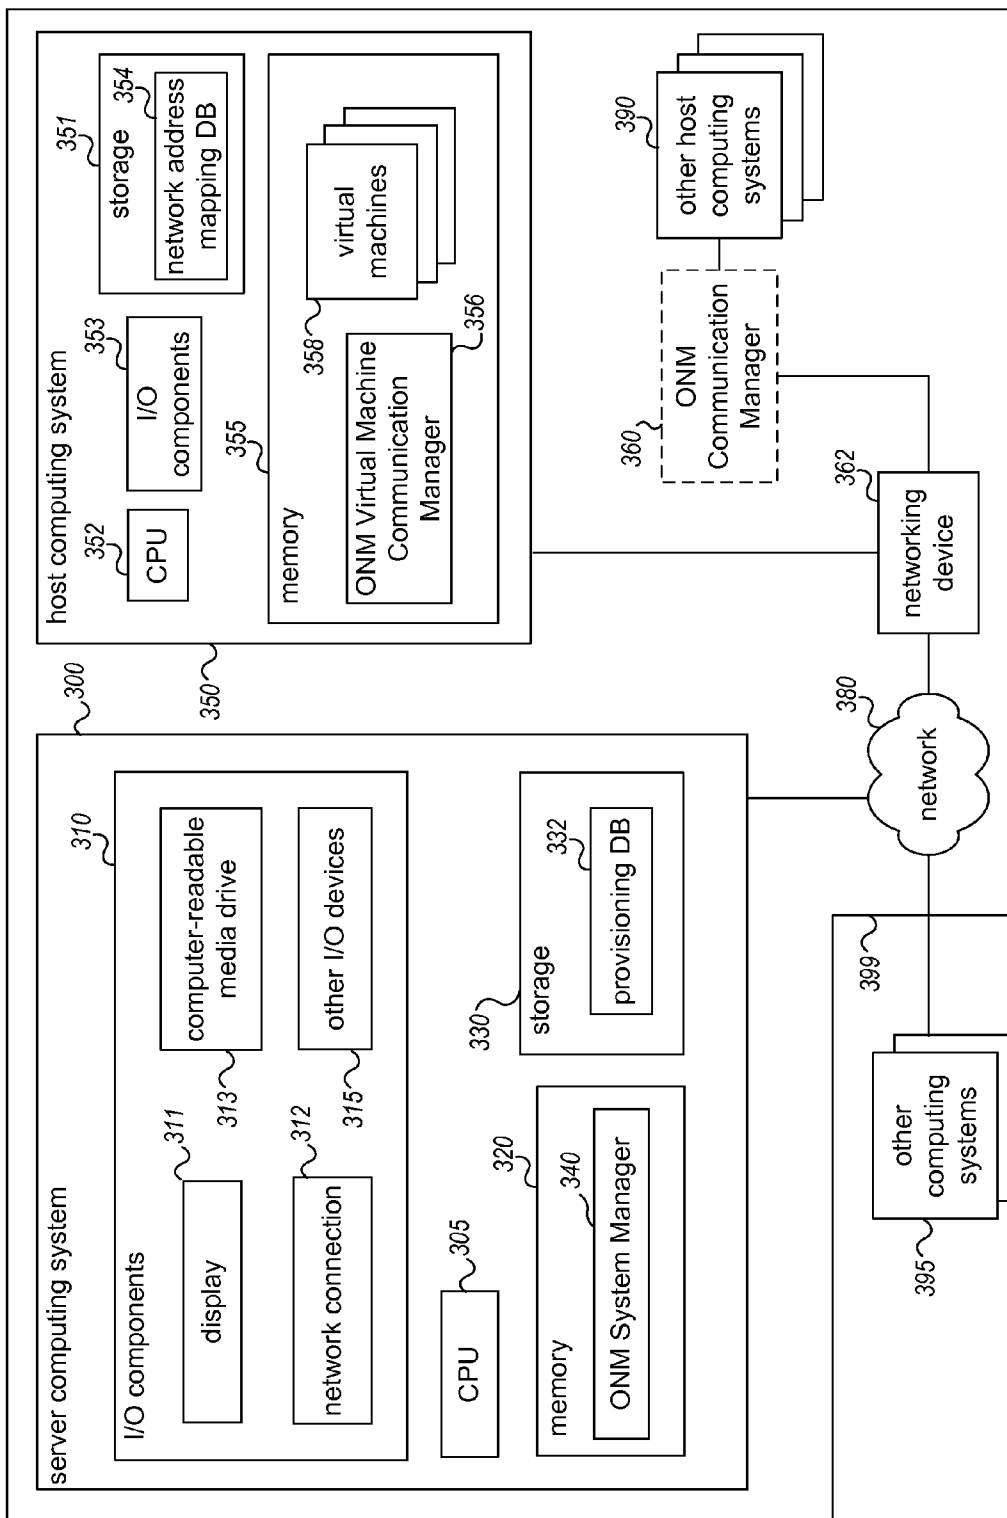 server computing system
300
I/O components
310
display
311
computer-readable
media drive
313
network connection
312
other I/O devices
315
CPU
305
memory
320
ONM System Manager
340
storage
330
provisioning DB
332
host computing system
350
CPU
352
I/O
components
353
storage
351
network address
mapping DB
354
memory
355
ONM Virtual Machine
Communication
Manager
356
virtual
machines
358
ONM
Communication
Manager
360
other host
computing
systems
390
networking
device
362
network
380
other
computing
systems
395
399